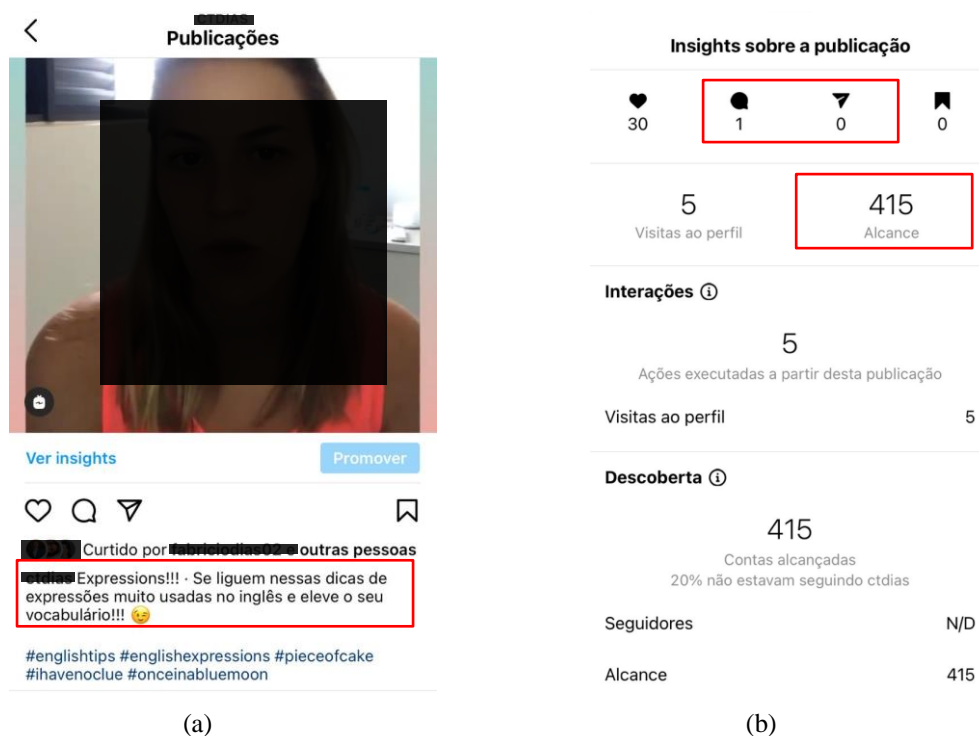 Publicações
Ver insights
Promover
Curtido por outras pessoas
Expressions!!! · Se liguem nessas dicas de
expressões muito usadas no inglês e eleve o seu
vocabulário!!! 😉
#englishtips #englishexpressions #pieceofcake
#ihavenoclue #onceinabluemoon
(a)
Insights sobre a publicação
30 1 0 0
5 415
Visitas ao perfil Alcance
Interações
5
Ações executadas a partir desta publicação
Visitas ao perfil 5
Descoberta
415
Contas alcançadas
20% não estavam seguindo ctdias
Seguidores N/D
Alcance 415
(b)